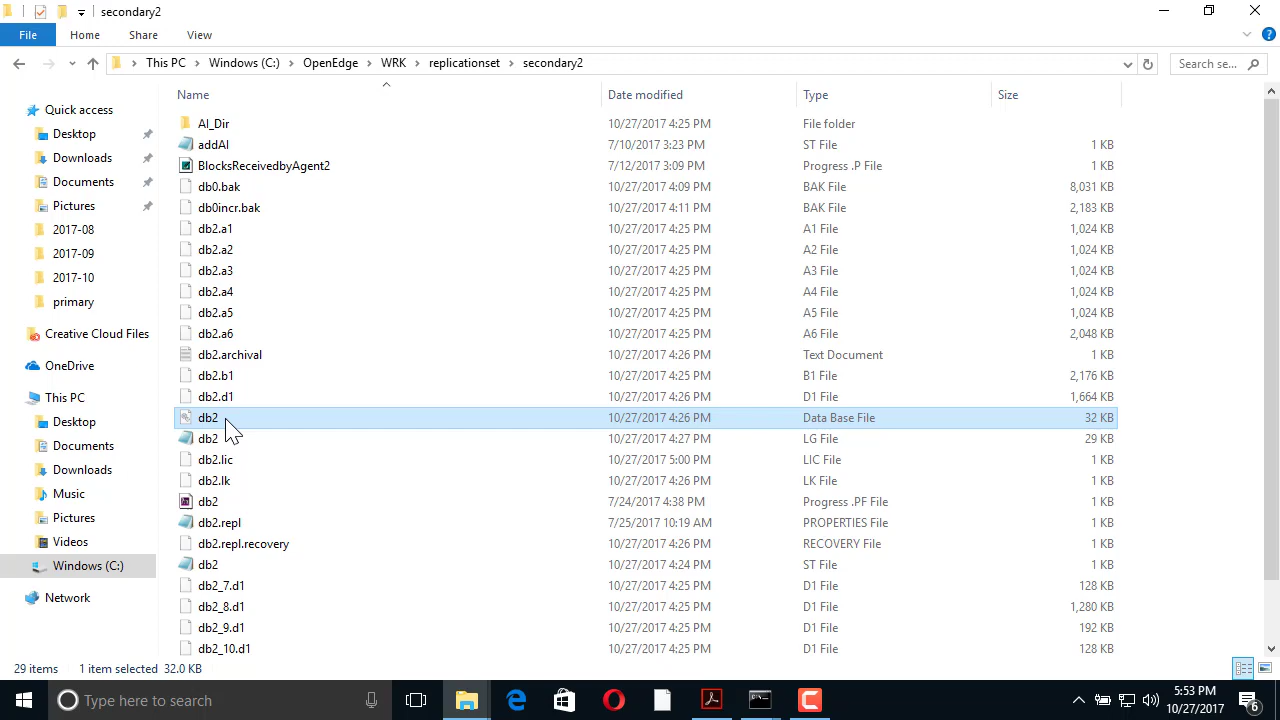 secondary2
File Home Share View
This PC Windows (C:) OpenEdge WRK replicationset secondary2 Search se...
Name Date modified Type Size
Quick access
Desktop
Downloads
Documents
Pictures
2017-08
2017-09
2017-10
primary
Creative Cloud Files
OneDrive
This PC
Desktop
Documents
Downloads
Music
Pictures
Videos
Windows (C:)
Network
AI_Dir 10/27/2017 4:25 PM File folder
addAI 7/10/2017 3:23 PM ST File 1 KB
BlocksReceivedbyAgent2 7/12/2017 3:09 PM Progress .P File 1 KB
db0.bak 10/27/2017 4:09 PM BAK File 8,031 KB
db0incr.bak 10/27/2017 4:11 PM BAK File 2,183 KB
db2.a1 10/27/2017 4:25 PM A1 File 1,024 KB
db2.a2 10/27/2017 4:25 PM A2 File 1,024 KB
db2.a3 10/27/2017 4:25 PM A3 File 1,024 KB
db2.a4 10/27/2017 4:25 PM A4 File 1,024 KB
db2.a5 10/27/2017 4:25 PM A5 File 1,024 KB
db2.a6 10/27/2017 4:25 PM A6 File 2,048 KB
db2.archival 10/27/2017 4:26 PM Text Document 1 KB
db2.b1 10/27/2017 4:25 PM B1 File 2,176 KB
db2.d1 10/27/2017 4:26 PM D1 File 1,664 KB
db2 10/27/2017 4:26 PM Data Base File 32 KB
db2 10/27/2017 4:27 PM LG File 29 KB
db2.lic 10/27/2017 5:00 PM LIC File 1 KB
db2.lk 10/27/2017 4:26 PM LK File 1 KB
db2 7/24/2017 4:38 PM Progress .PF File 1 KB
db2.repl 7/25/2017 10:19 AM PROPERTIES File 1 KB
db2.repl.recovery 10/27/2017 4:26 PM RECOVERY File 1 KB
db2 10/27/2017 4:24 PM ST File 1 KB
db2_7.d1 10/27/2017 4:25 PM D1 File 128 KB
db2_8.d1 10/27/2017 4:25 PM D1 File 1,280 KB
db2_9.d1 10/27/2017 4:25 PM D1 File 192 KB
db2_10.d1 10/27/2017 4:25 PM D1 File 128 KB
29 items 1 item selected 32.0 KB
Type here to search
5:53 PM
10/27/2017
6